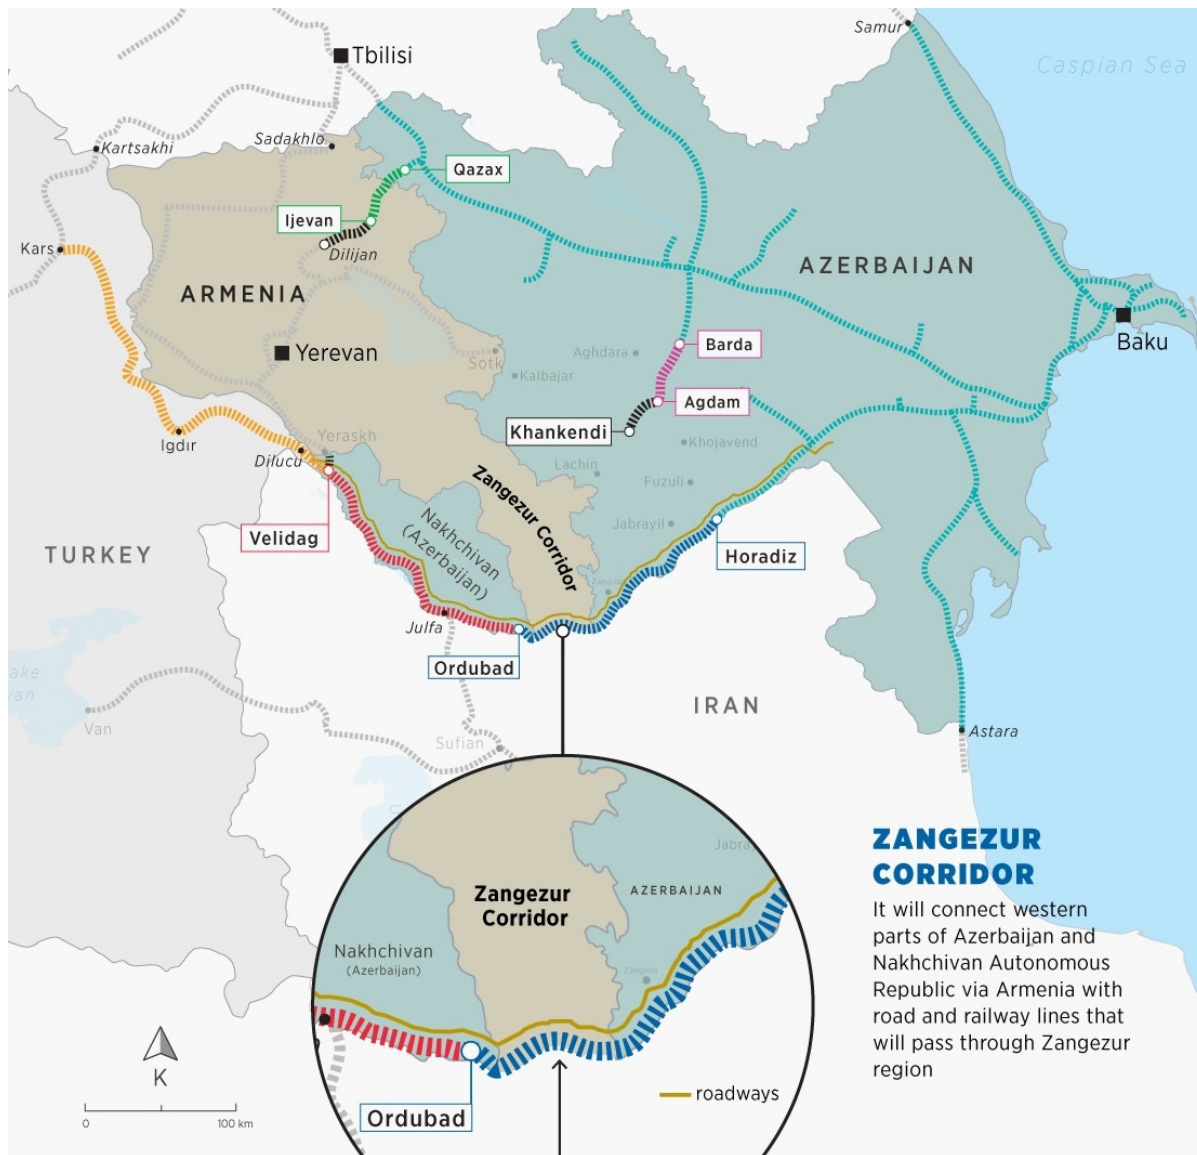 Samur
Tbilisi
Caspian Sea
Sadakhlo
Kartsakhi
Qazax
Ijevan
Dilijan
Kars
AZERBAIJAN
ARMENIA
Yerevan
Baku
Barda
Aghdara
Sotk
Kalbajar
Agdam
Khankendi
Igdır
Yeraskh
Khojavend
Dilucu
Lachin
Fuzuli
Zangezur Corridor
Velidag
Nakhchivan
(Azerbaijan)
Jabrayil
TURKEY
Horadiz
Zangilan
Julfa
Ordubad
IRAN
Van
Sufian
Astara
ZANGEZUR
CORRIDOR
It will connect western
parts of Azerbaijan and
Nakhchivan Autonomous
Republic via Armenia with
road and railway lines that
will pass through Zangezur
region
Jabray
Zangezur
Corridor
AZERBAIJAN
Nakhchivan
(Azerbaijan)
Zangilan
Ordubad
roadways
K
0
100 km